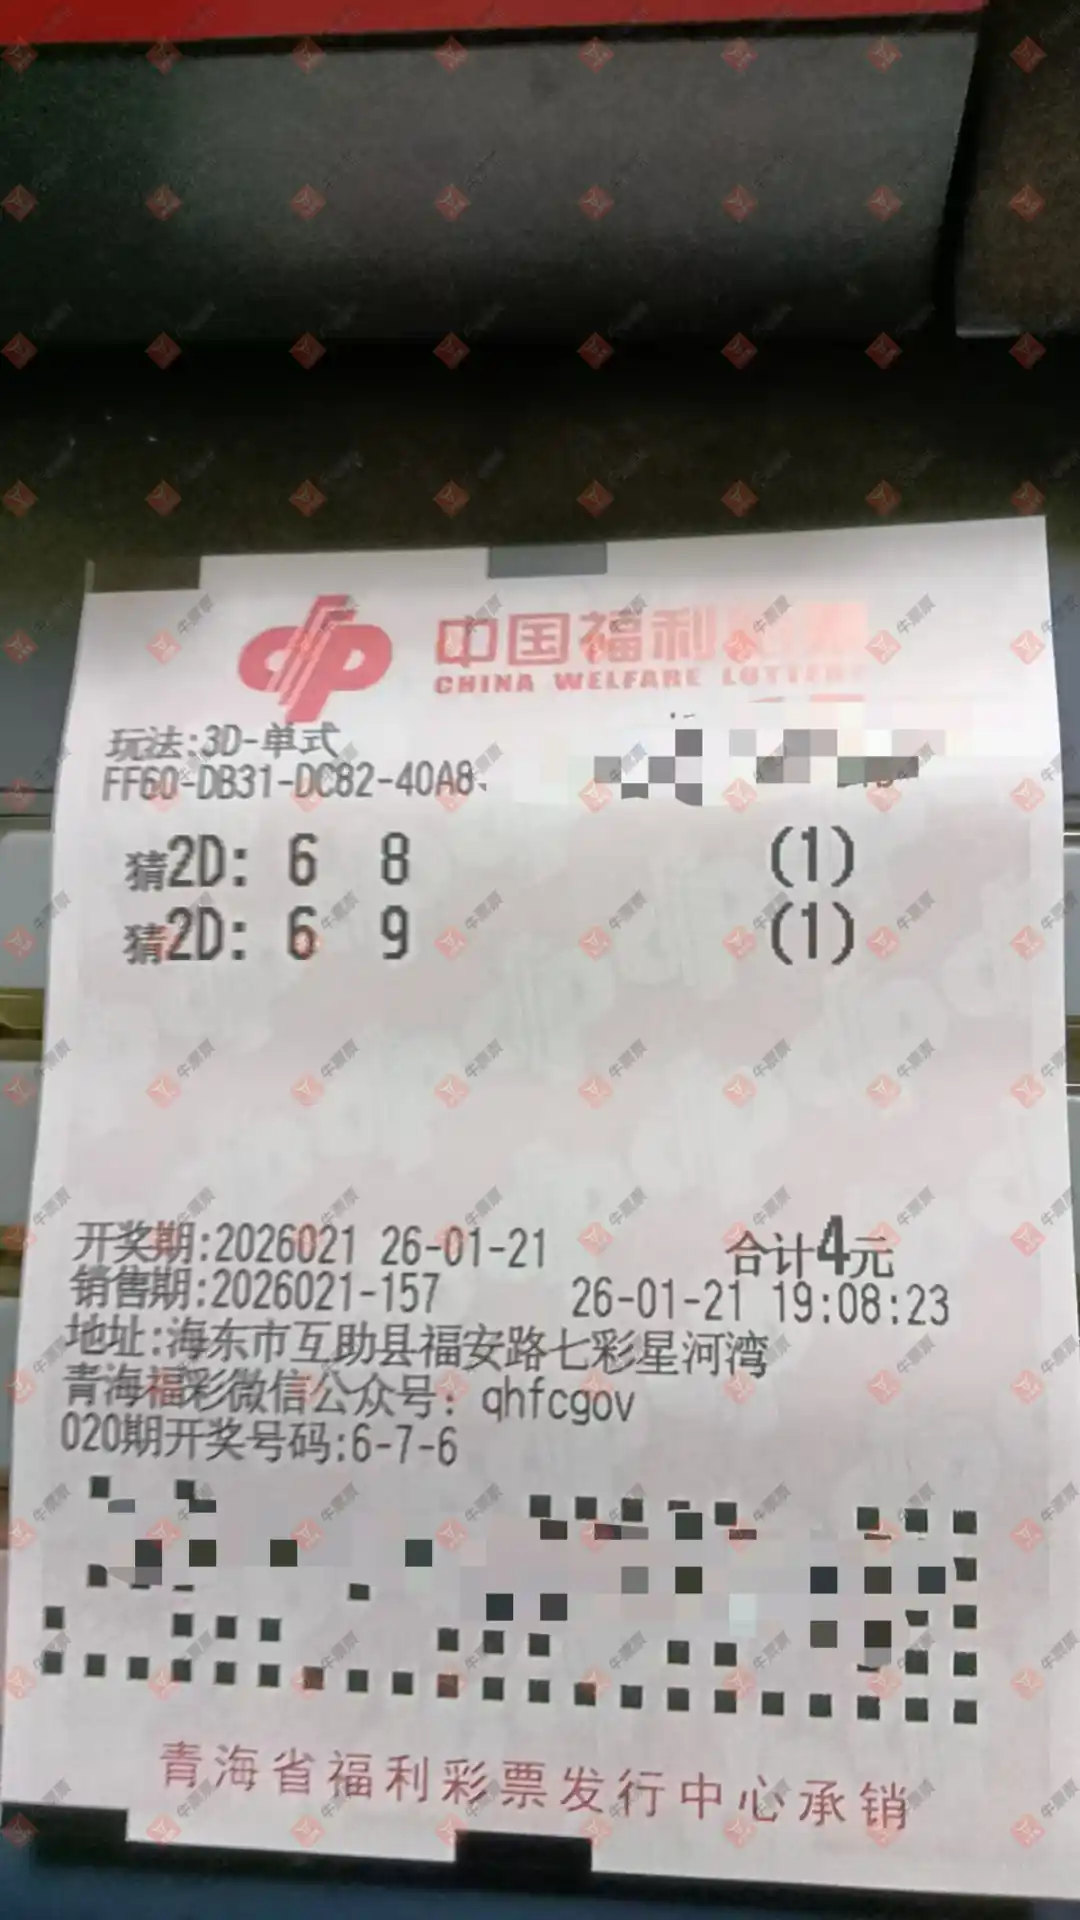 中国福利彩票
CHINA WELFARE LOTTERY
玩法:3D-单式
FF60-DB31-DC82-40A8、
猜2D: 6 8 (1)
猜2D: 6 9 (1)
开奖期:2026021 26-01-21 合计4元
销售期:2026021-157 26-01-21 19:08:23
地址:海东市互助县福安路七彩星河湾
青海福彩微信公众号: qhfcgov
020期开奖号码:6-7-6
青海省福利彩票发行中心承销
牛票票